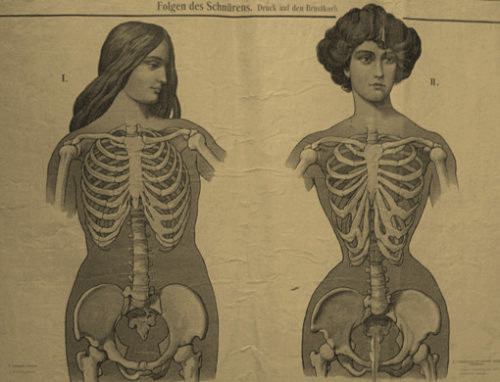 Folgen des Schnürens. Druck auf den Brustkorb.
I.
II.